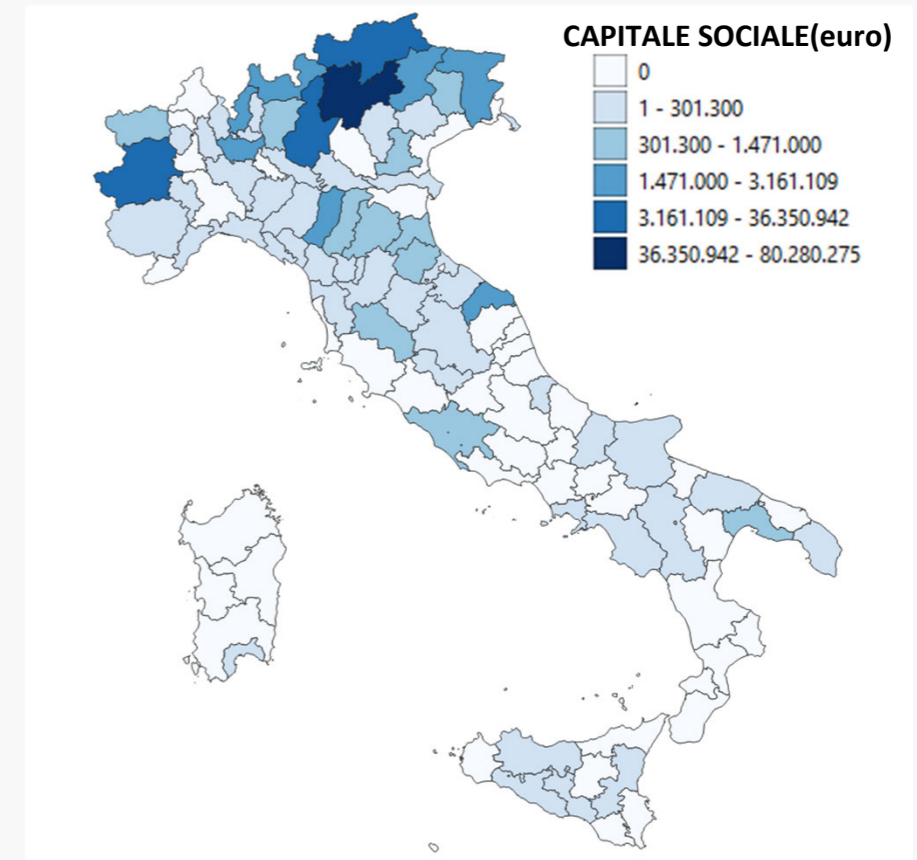 CAPITALE SOCIALE(euro)
0
1 - 301.300
301.300 - 1.471.000
1.471.000 - 3.161.109
3.161.109 - 36.350.942
36.350.942 - 80.280.275